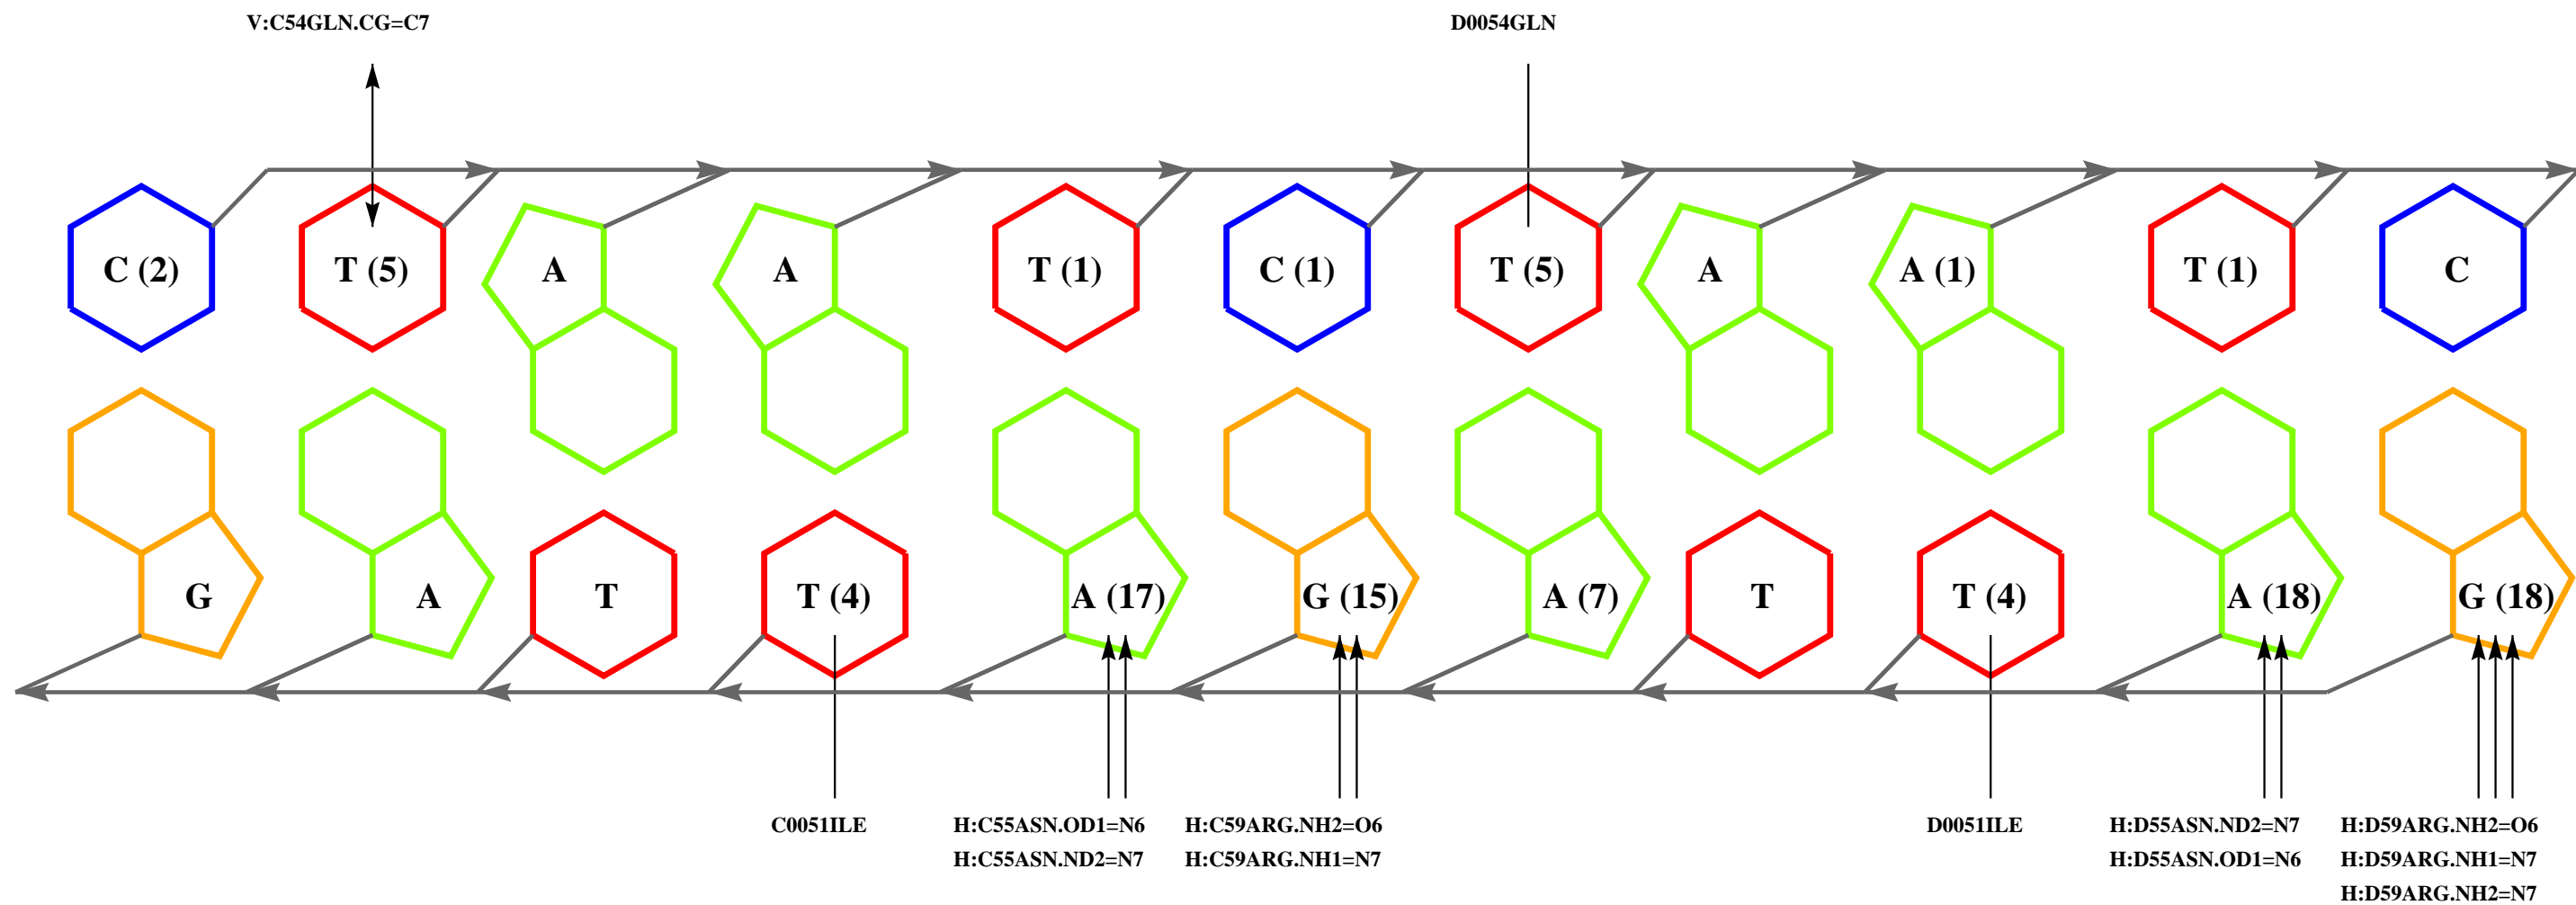 V:C54GLN.CG=C7 D0054GLN
C (2) T (5) A A T (1) C (1) T (5) A A (1) T (1) C
G A T T (4) A (17) G (15) A (7) T T (4) A (18) G (18)
C0051ILE H:C55ASN.OD1=N6 H:C59ARG.NH2=O6 D0051ILE H:D55ASN.ND2=N7 H:D59ARG.NH2=O6
H:C55ASN.ND2=N7 H:C59ARG.NH1=N7 H:D55ASN.OD1=N6 H:D59ARG.NH1=N7
H:D59ARG.NH2=N7